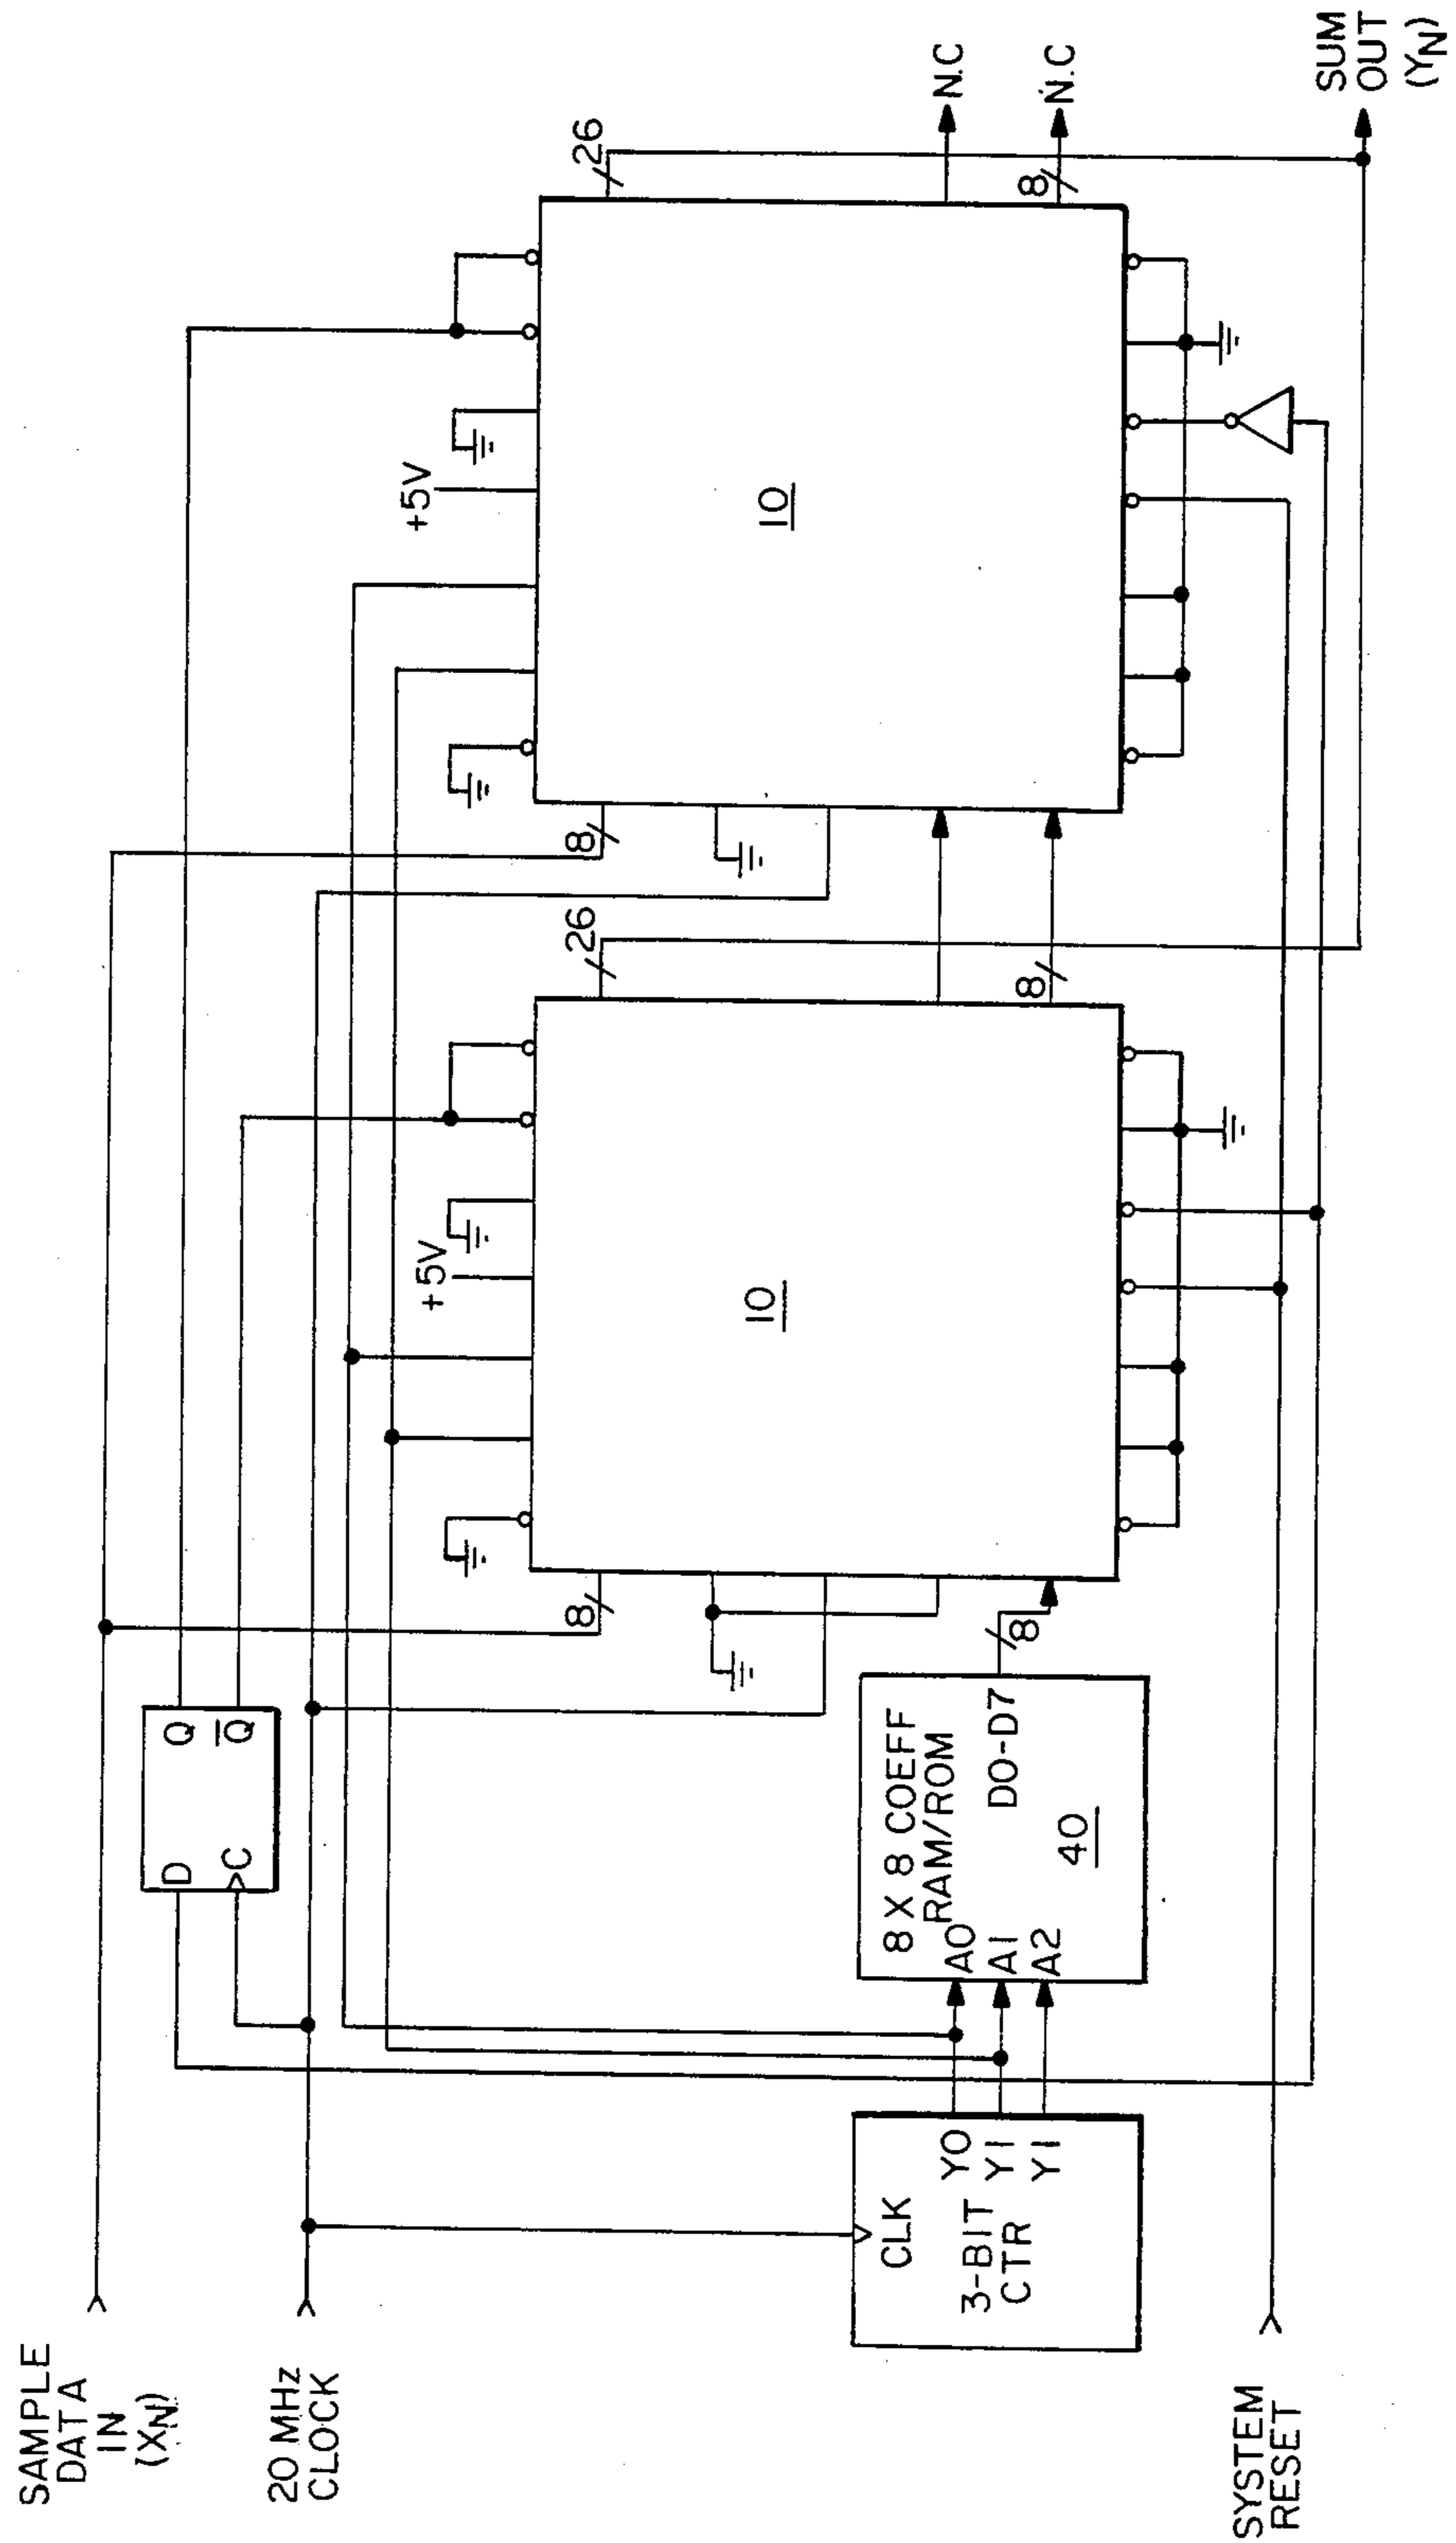 SAMPLE
DATA
IN
(XN)
20 MHz
CLOCK
SYSTEM
RESET
D
C
Q
Q
CLK
3-BIT
CTR
Y0
Y1
Y1
8 X 8 COEFF
RAM/ROM
A0
A1
A2
D0-D7
40
8
8
+5V
10
26
8
8
+5V
10
26
8
N.C
N.C
SUM
OUT
(YN)